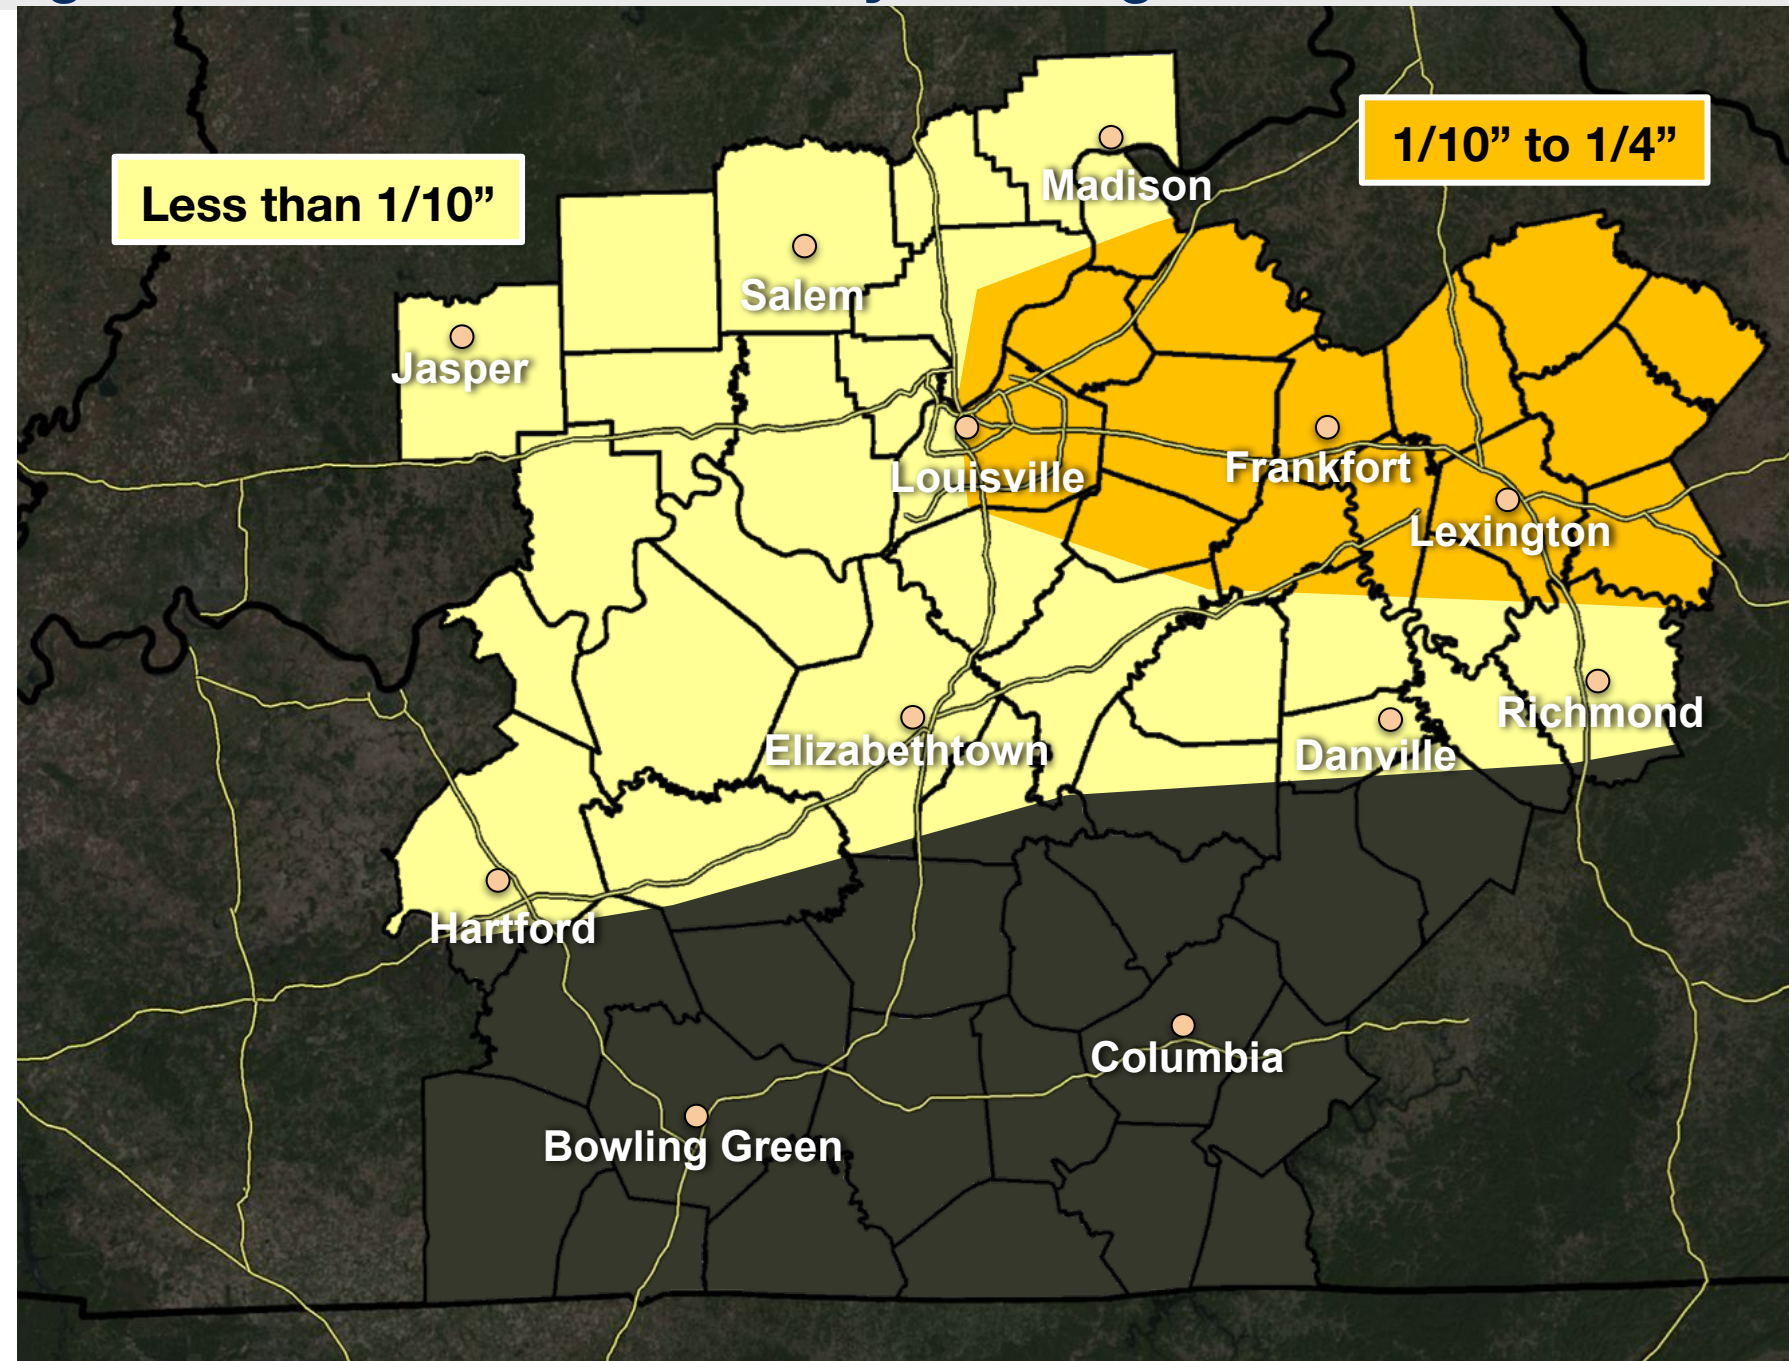 1/10” to 1/4”
Less than 1/10”
Madison
Salem
Jasper
Louisville
Frankfort
Lexington
Richmond
Elizabethtown
Danville
Hartford
Columbia
Bowling Green